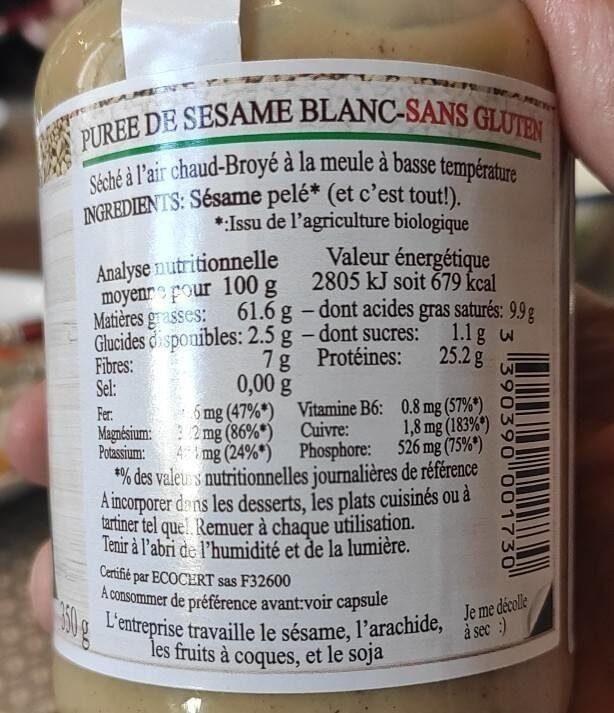 PUREE DE SESAME BLANC-SANS GLUTEN
Séché à l'air chaud-Broyé à la meule à basse température
INGREDIENTS: Sésame pelé* (et c'est tout!).
*:Issu de l'agriculture biologique
Analyse nutritionnelle Valeur énergétique
moyenne pour 100 g 2805 kJ soit 679 kcal
Matières grasses: 61.6 g – dont acides gras saturés: 9.9 g
Glucides disponibles: 2.5 g – dont sucres: 1.1 g
Fibres: 7 g Protéines: 25.2 g
Sel: 0,00 g
Fer: mg (47%*) Vitamine B6: 0.8 mg (57%*)
Magnésium: mg (86%*) Cuivre: 1,8 mg (183%*)
Potassium: mg (24%*) Phosphore: 526 mg (75%*)
*% des valeurs nutritionnelles journalières de référence
A incorporer dans les desserts, les plats cuisinés ou à
tartiner tel quel. Remuer à chaque utilisation.
Tenir à l'abri de l'humidité et de la lumière.
Certifié par ECOCERT sas F32600
A consommer de préférence avant:voir capsule
350 g
L'entreprise travaille le sésame, l'arachide,
les fruits à coques, et le soja
Je me décolle
à sec :)
3 390390 001730